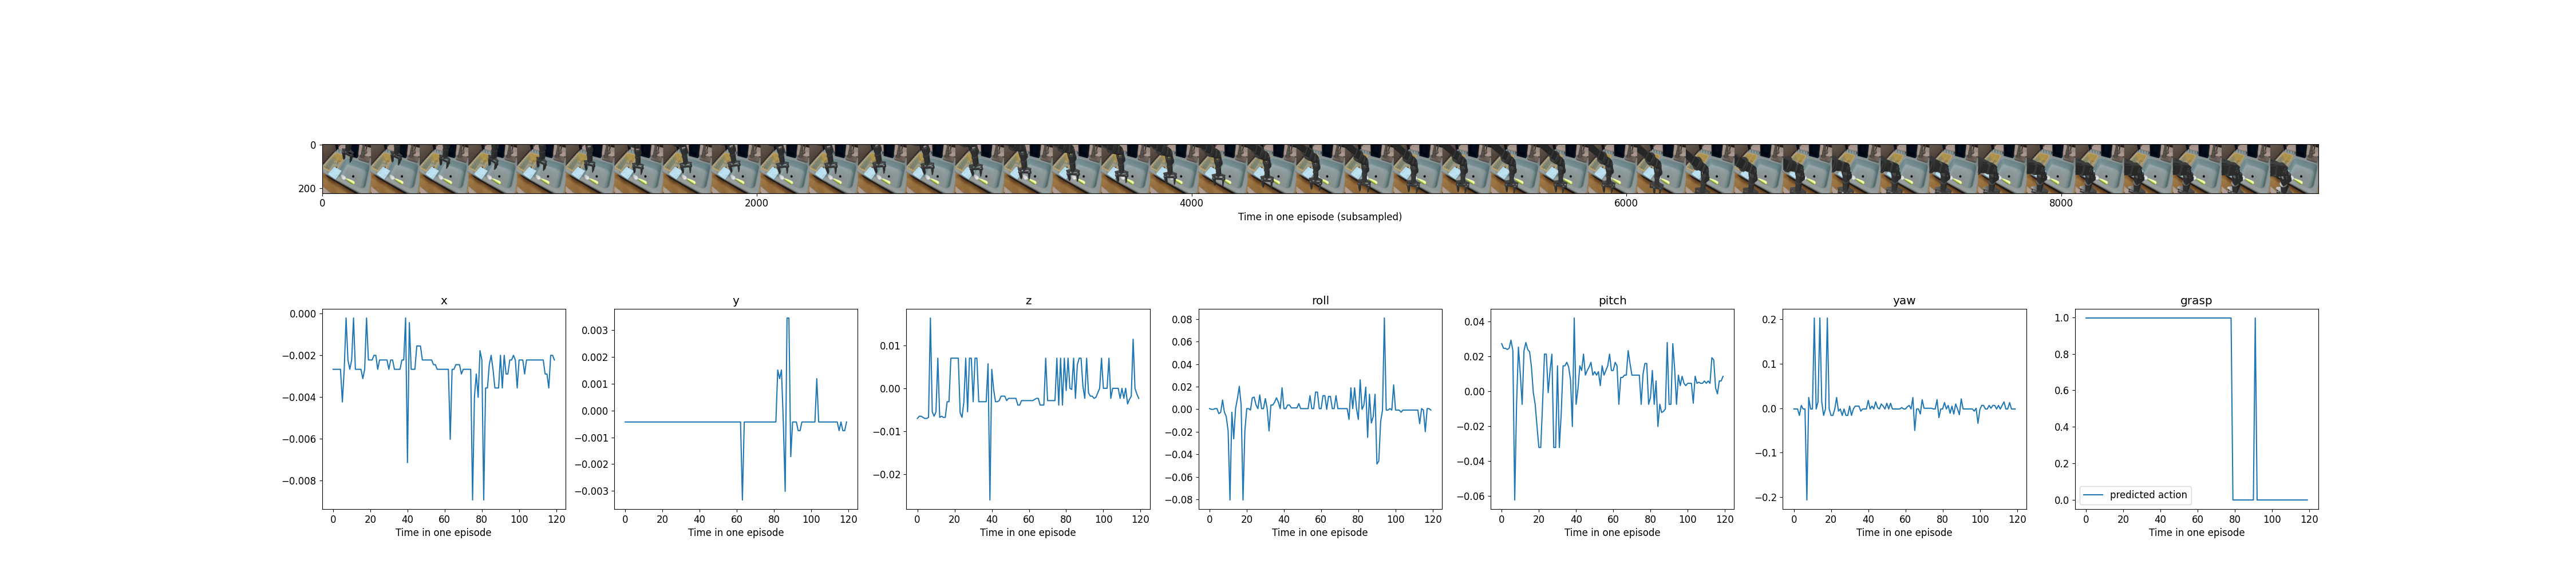 0
200
0 2000 4000 6000 8000
Time in one episode (subsampled)
x
0.000
−0.002
−0.004
−0.006
−0.008
0 20 40 60 80 100 120
Time in one episode
y
0.003
0.002
0.001
0.000
−0.001
−0.002
−0.003
0 20 40 60 80 100 120
Time in one episode
z
0.01
0.00
−0.01
−0.02
0 20 40 60 80 100 120
Time in one episode
roll
0.08
0.06
0.04
0.02
0.00
−0.02
−0.04
−0.06
−0.08
0 20 40 60 80 100 120
Time in one episode
pitch
0.04
0.02
0.00
−0.02
−0.04
−0.06
0 20 40 60 80 100 120
Time in one episode
yaw
0.2
0.1
0.0
−0.1
−0.2
0 20 40 60 80 100 120
Time in one episode
grasp
1.0
0.8
0.6
0.4
0.2
0.0
predicted action
0 20 40 60 80 100 120
Time in one episode